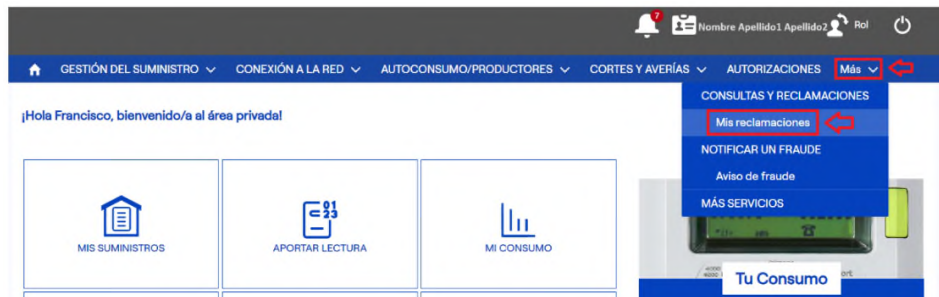 7
Nombre Apellido1 Apellido2
Rol
GESTIÓN DEL SUMINISTRO
CONEXIÓN A LA RED
AUTOCONSUMO/PRODUCTORES
CORTES Y AVERÍAS
AUTORIZACIONES
Más
CONSULTAS Y RECLAMACIONES
Mis reclamaciones
NOTIFICAR UN FRAUDE
Aviso de fraude
MÁS SERVICIOS
¡Hola Francisco, bienvenido/a al área privada!
MIS SUMINISTROS
01
23
APORTAR LECTURA
MI CONSUMO
Tu Consumo